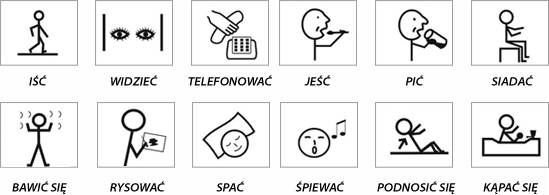 IŚĆ WIDZIEĆ TELEFONOWAĆ JEŚĆ PIĆ SIADAĆ
BAWIĆ SIĘ RYSOWAĆ SPAĆ ŚPIEWAĆ PODNOSIĆ SIĘ KĄPAĆ SIĘ